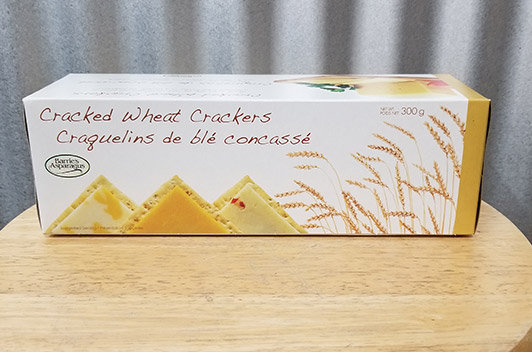 Cracked Wheat Crackers
Craquelins de blé concassé
300 g
Barrie's
Asparagus